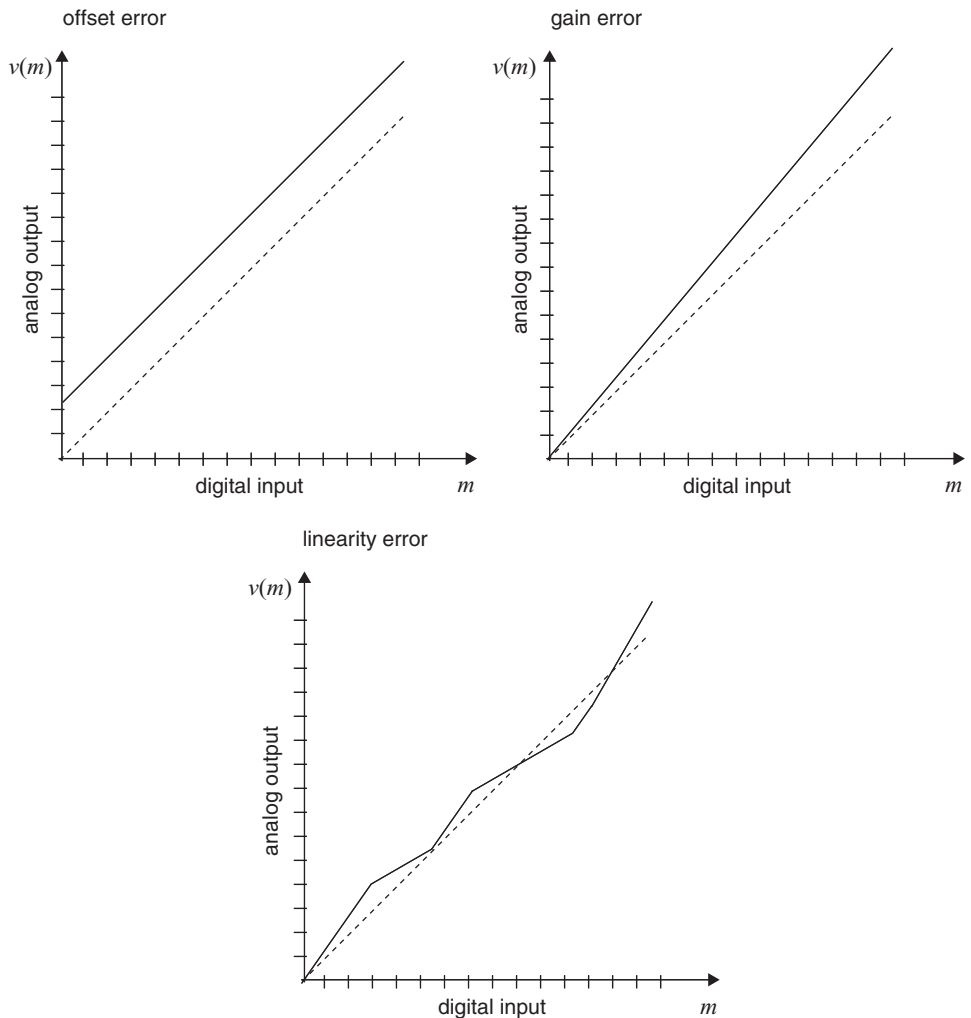 offset error
v(m)
analog output
digital input
m
gain error
v(m)
analog output
digital input
m
linearity error
v(m)
analog output
digital input
m